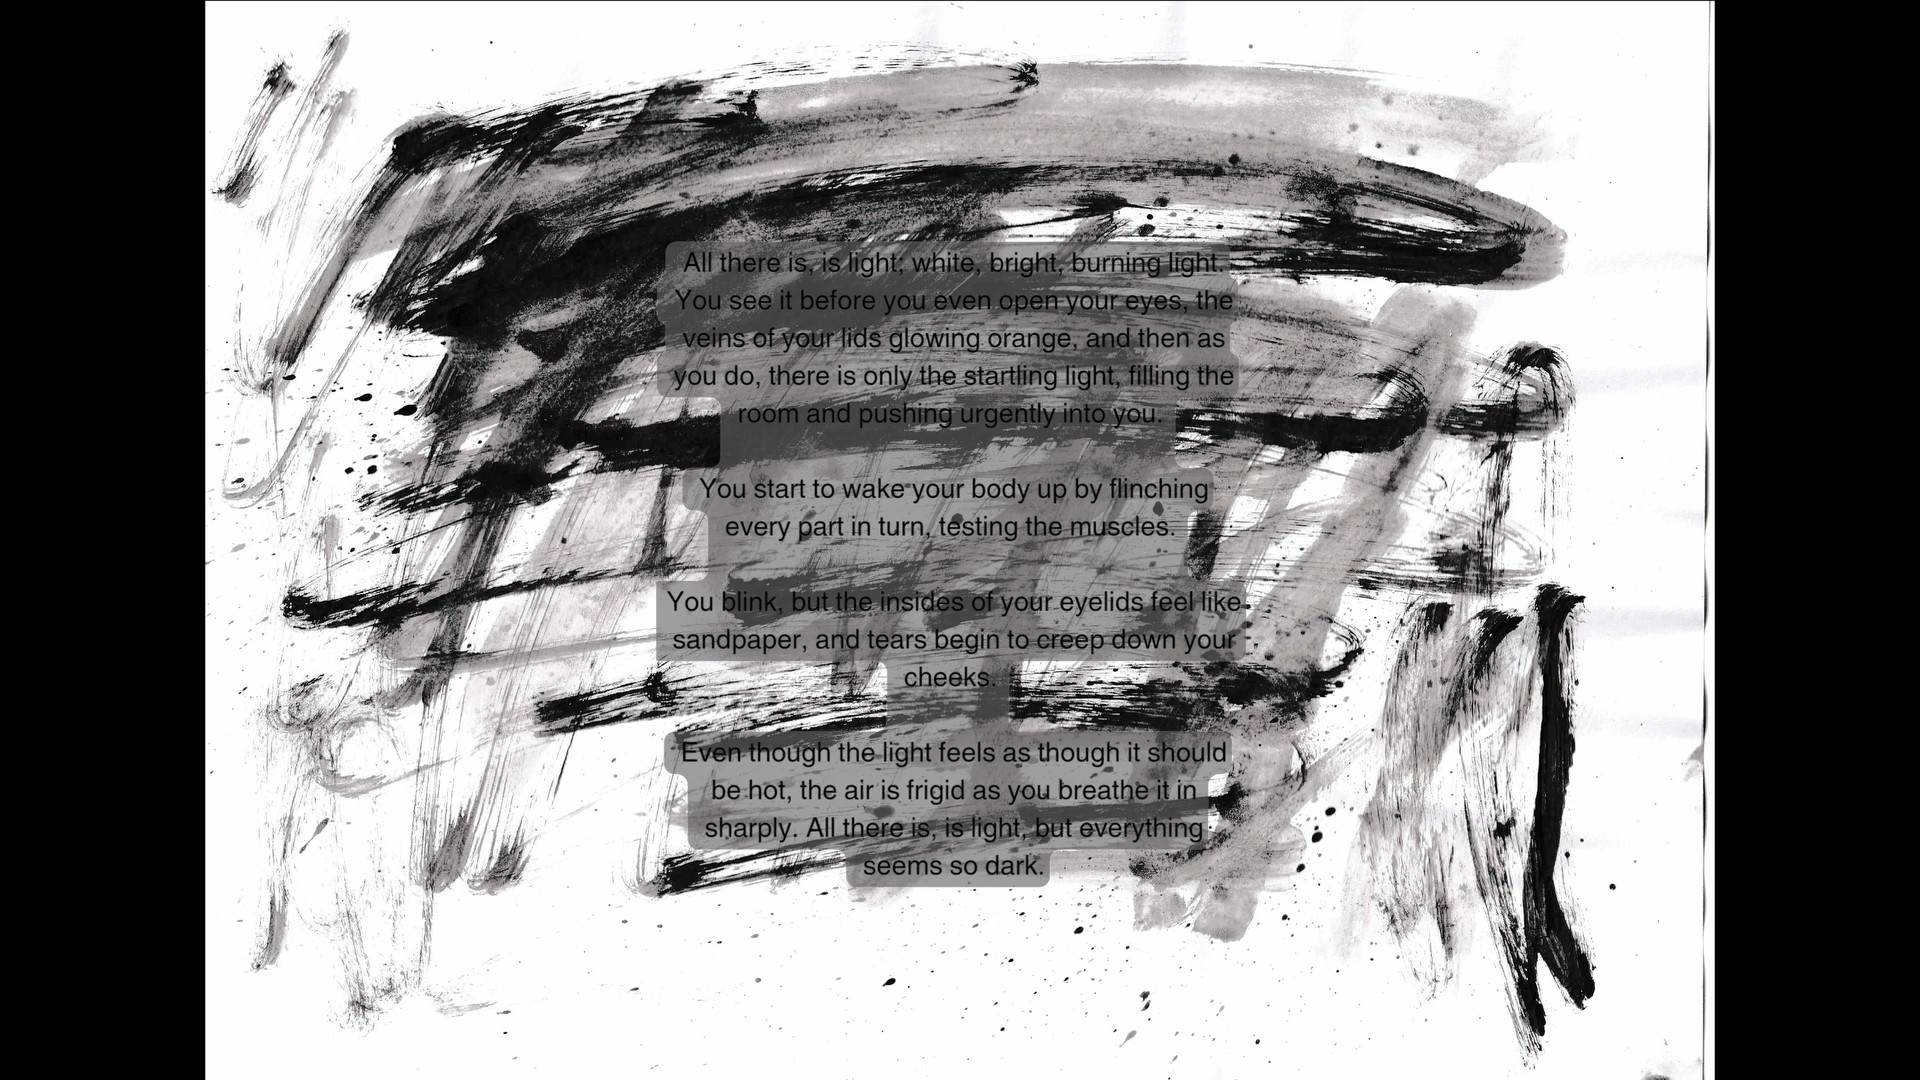 All there is, is light; white, bright, burning light.
You see it before you even open your eyes, the
veins of your lids glowing orange, and then as
you do, there is only the startling light, filling the
room and pushing urgently into you.
You start to wake your body up by flinching
every part in turn, testing the muscles.
You blink, but the insides of your eyelids feel like
sandpaper, and tears begin to creep down your
cheeks.
Even though the light feels as though it should
be hot, the air is frigid as you breathe it in
sharply. All there is, is light, but everything
seems so dark.